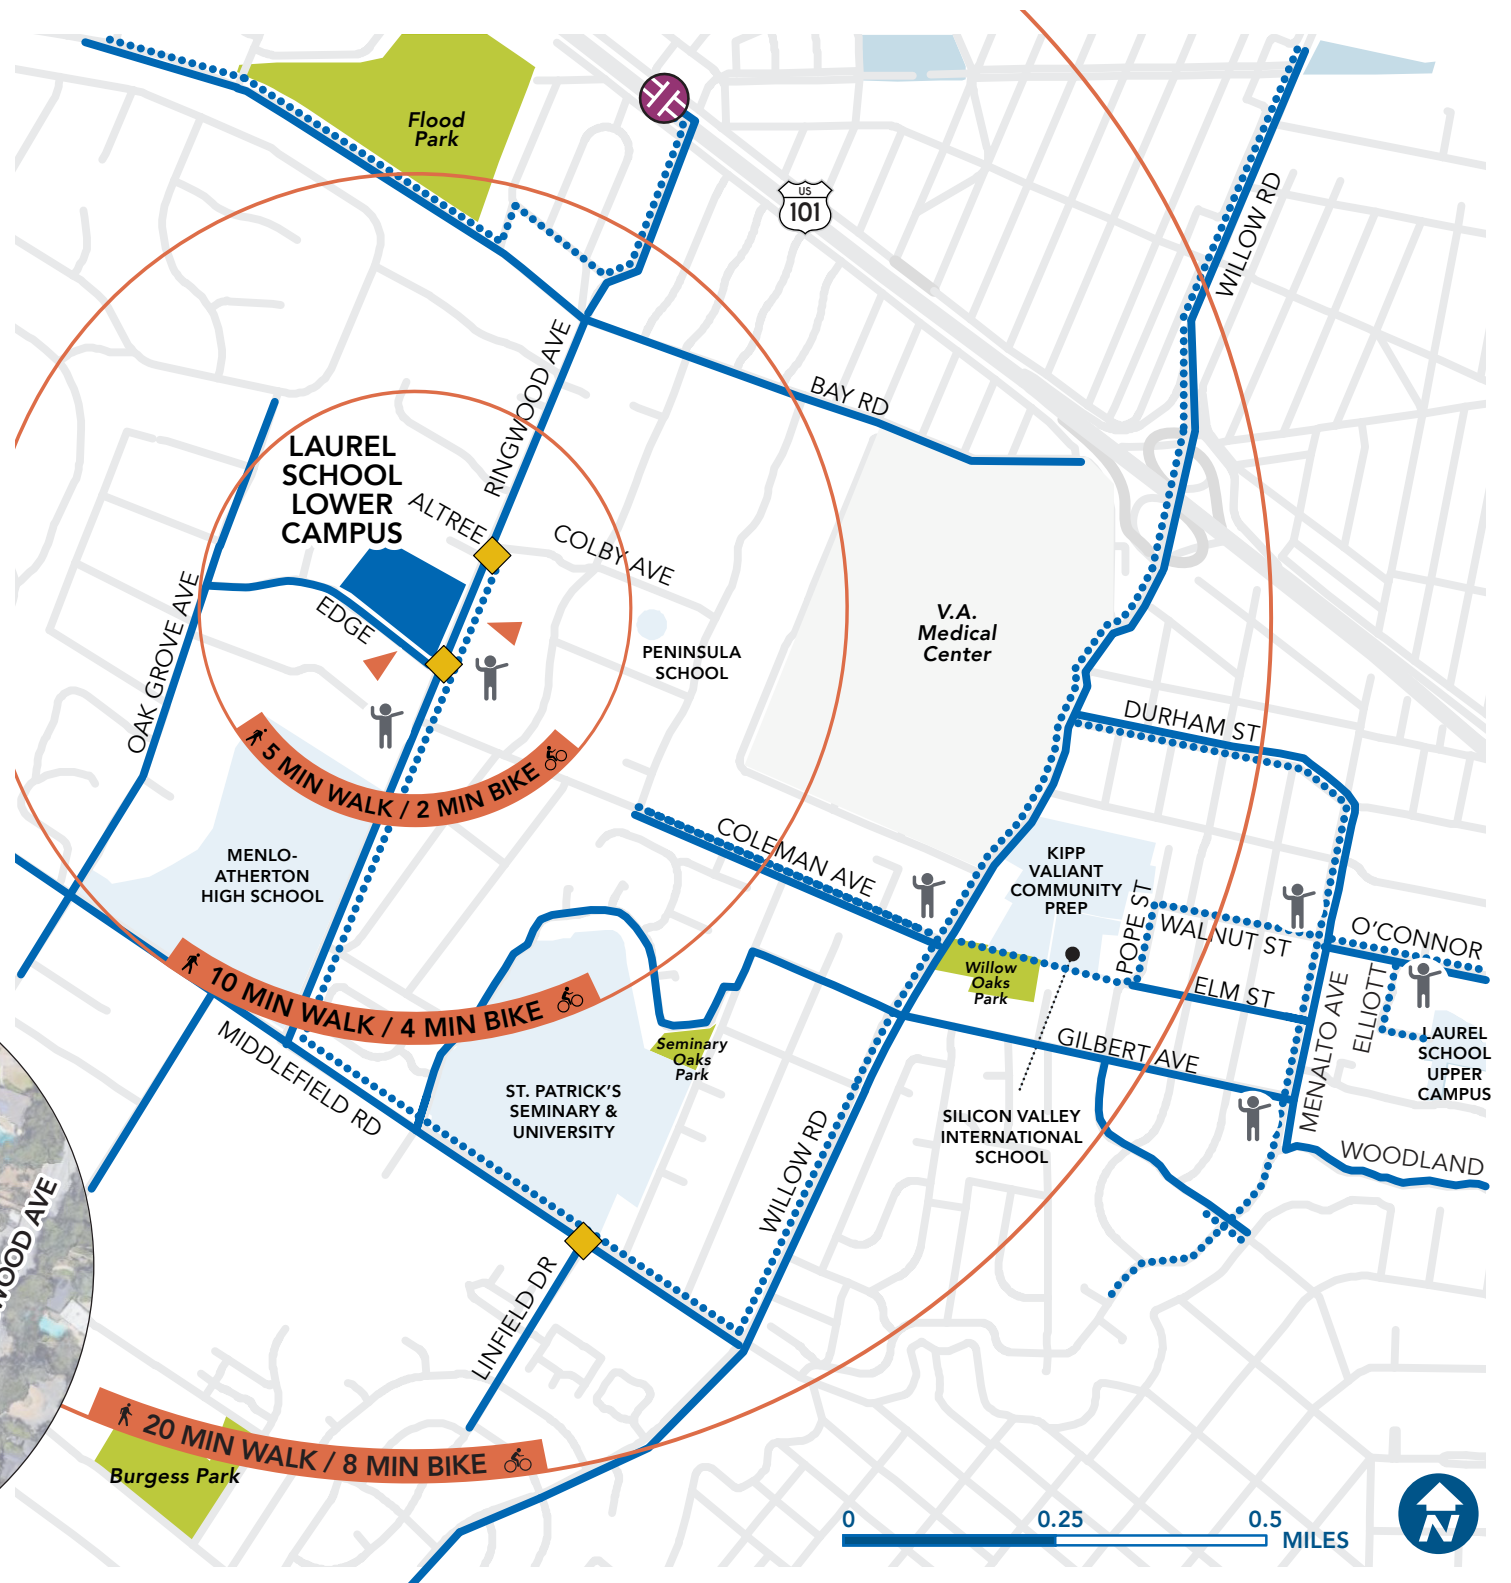 Flood
Park
US
101
WILLOW RD
RINGWOOD AVE
BAY RD
LAUREL
SCHOOL
LOWER
CAMPUS
ALTREE
COLBY AVE
EDGE
OAK GROVE AVE
PENINSULA
SCHOOL
V.A.
Medical
Center
DURHAM ST
5 MIN WALK / 2 MIN BIKE
COLEMAN AVE
MENLO-
ATHERTON
HIGH SCHOOL
KIPP
VALIANT
COMMUNITY
PREP
POPE ST
WALNUT ST
O'CONNOR
Willow
Oaks
Park
ELM ST
ELLIOTT
MENALTO AVE
10 MIN WALK / 4 MIN BIKE
MIDDLEFIELD RD
Seminary
Oaks
Park
GILBERT AVE
LAUREL
SCHOOL
UPPER
CAMPUS
ST. PATRICK'S
SEMINARY &
UNIVERSITY
SILICON VALLEY
INTERNATIONAL
SCHOOL
WILLOW RD
WOODLAND
WOOD AVE
LINFIELD DR
20 MIN WALK / 8 MIN BIKE
Burgess Park
0 0.25 0.5
MILES
N